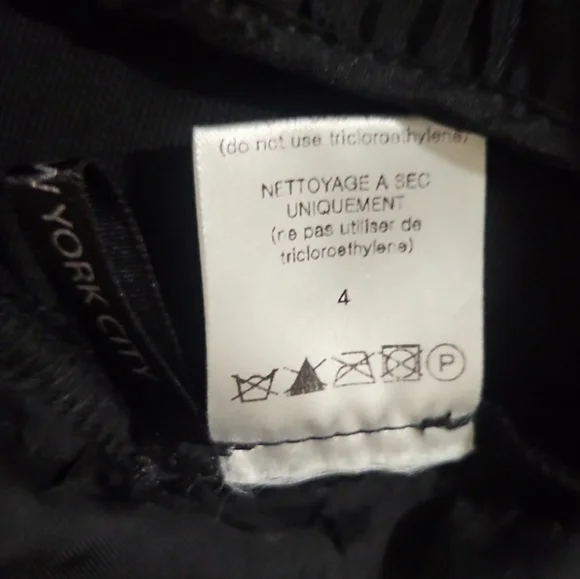 (do not use tricloroethylene)
NETTOYAGE A SEC
UNIQUEMENT
(ne pas utiliser de
tricloroethylene)
4
P
YORK CITY